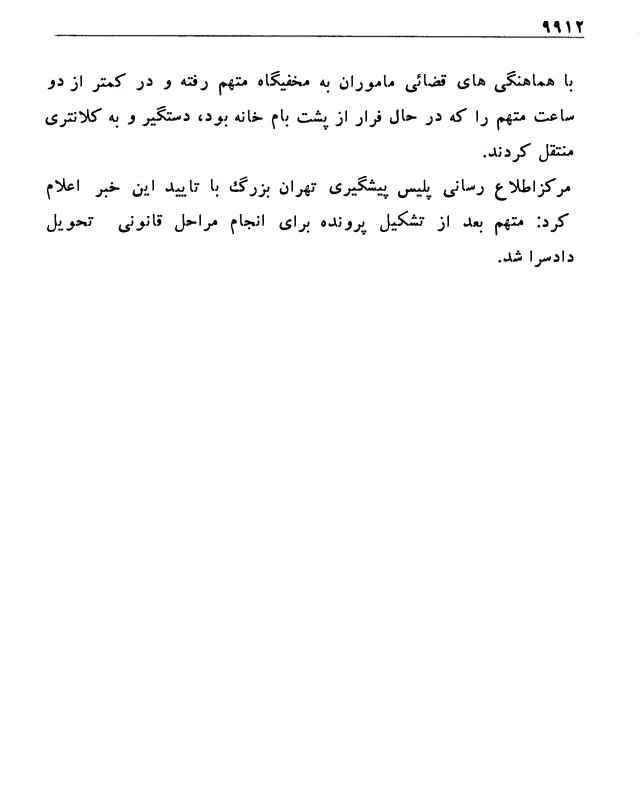 ۹۹۱۲
با هماهنگی های قضائی ماموران به مخفیگاه متهم رفته و در کمتر از دو
ساعت متهم را که در حال فرار از پشت بام خانه بود، دستگیر و به کلانتری
منتقل کردند.
مرکزاطلاع رسانی پلیس پیشگیری تهران بزرگ با تایید این خبر اعلام
کرد: متهم بعد از تشکیل پرونده برای انجام مراحل قانونی تحویل
دادسرا شد.